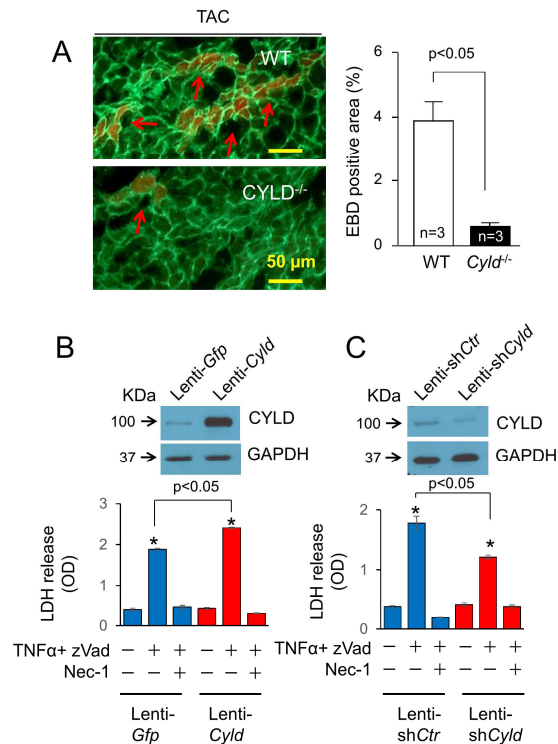 TAC
A
WT
CYLD-/-
50 µm
EBD positive area (%)
6
4
2
0
p<0.05
n=3
n=3
WT
Cyld-/-
B
Lenti-Gfp
Lenti-Cyld
KDa
100
CYLD
37
GAPDH
p<0.05
LDH release
(OD)
3
2
1
0
*
*
TNFα+ zVad
− + + − + +
Nec-1
− − + − − +
Lenti-
Gfp
Lenti-
Cyld
C
Lenti-shCtr
Lenti-shCyld
KDa
100
CYLD
37
GAPDH
p<0.05
LDH release
(OD)
2
1
0
*
*
TNFα+ zVad
− + + − + +
Nec-1
− − + − − +
Lenti-
shCtr
Lenti-
shCyld